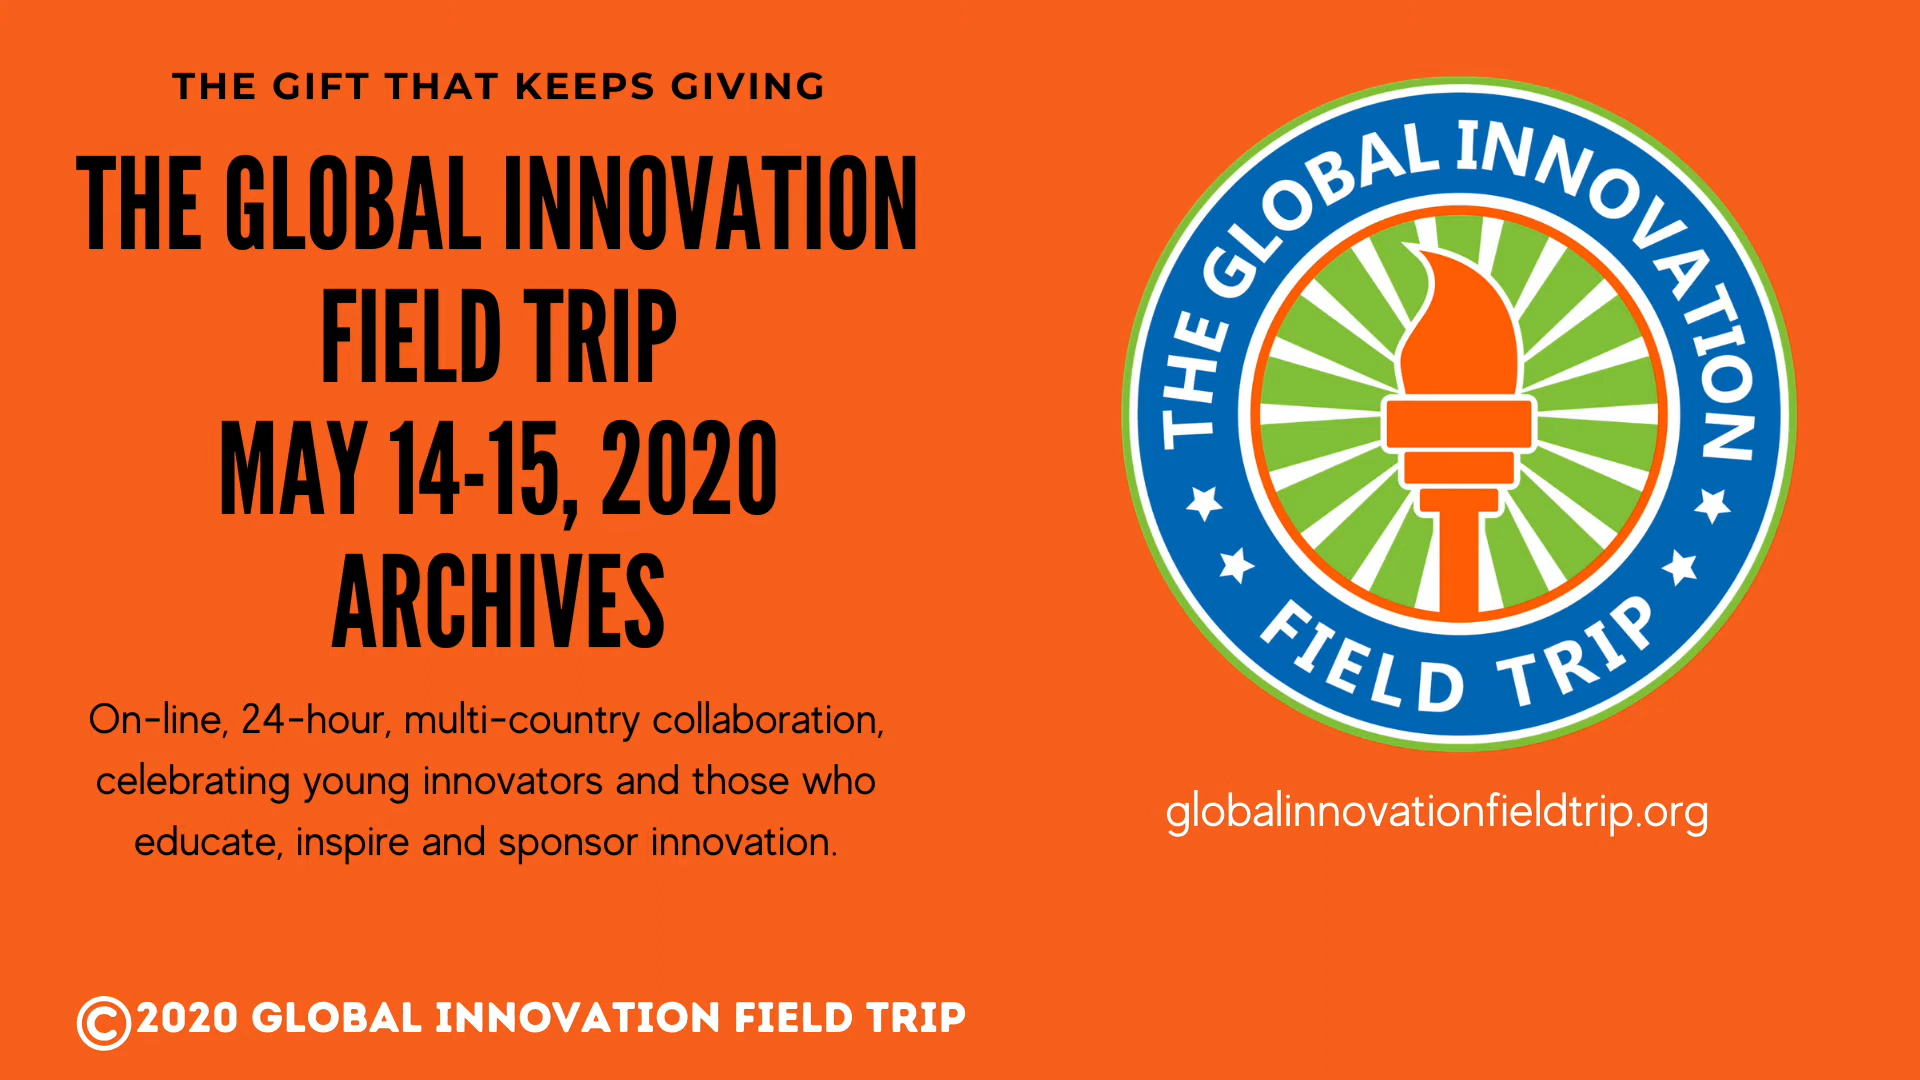 THE GIFT THAT KEEPS GIVING
THE GLOBAL INNOVATION
FIELD TRIP
MAY 14-15, 2020
ARCHIVES
On-line, 24-hour, multi-country collaboration,
celebrating young innovators and those who
educate, inspire and sponsor innovation.
THE GLOBAL INNOVATION
FIELD TRIP
globalinnovationfieldtrip.org
©2020 GLOBAL INNOVATION FIELD TRIP